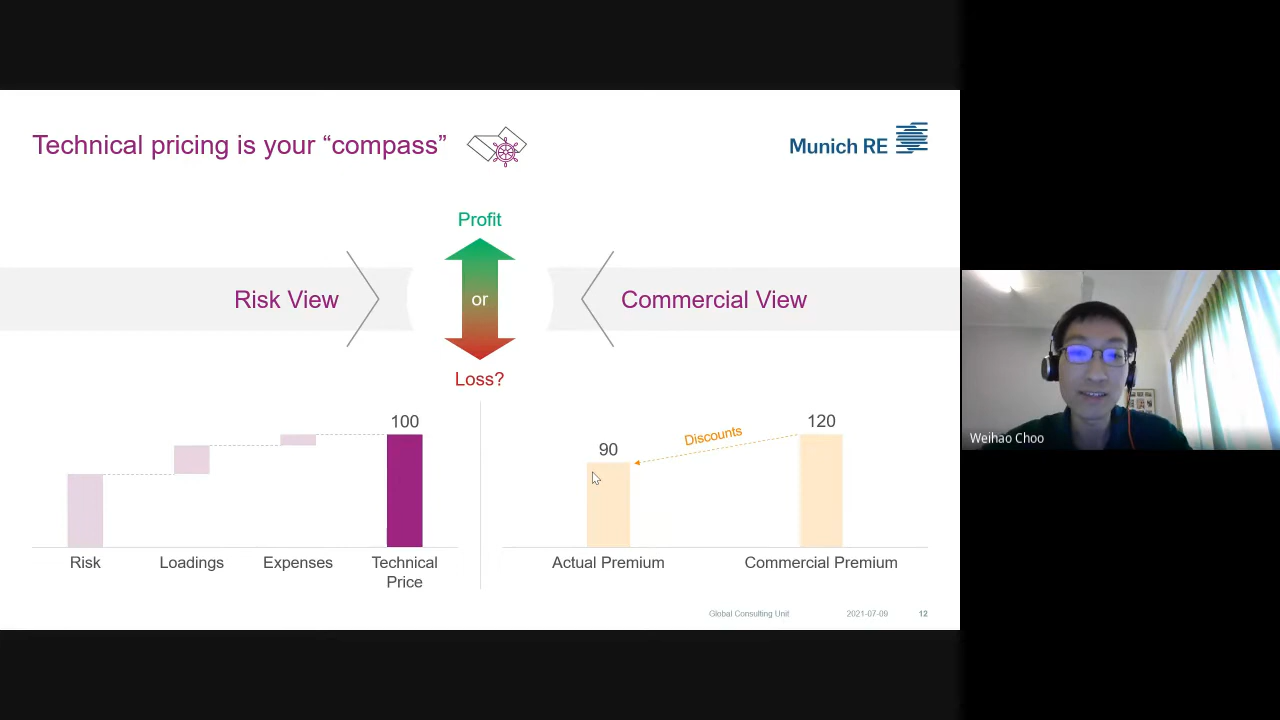 Technical pricing is your “compass”
Munich RE
Profit
Risk View
or
Commercial View
Loss?
100
90
Discounts
120
Risk
Loadings
Expenses
Technical
Price
Actual Premium
Commercial Premium
Global Consulting Unit
2021-07-09
12
Weihao Choo